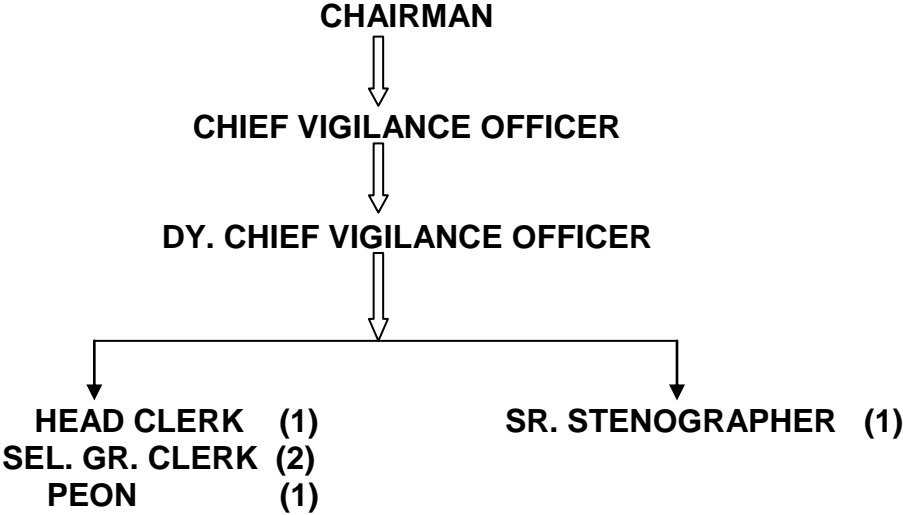 CHAIRMAN
CHIEF VIGILANCE OFFICER
DY. CHIEF VIGILANCE OFFICER
HEAD CLERK (1)
SEL. GR. CLERK (2)
PEON (1)
SR. STENOGRAPHER (1)